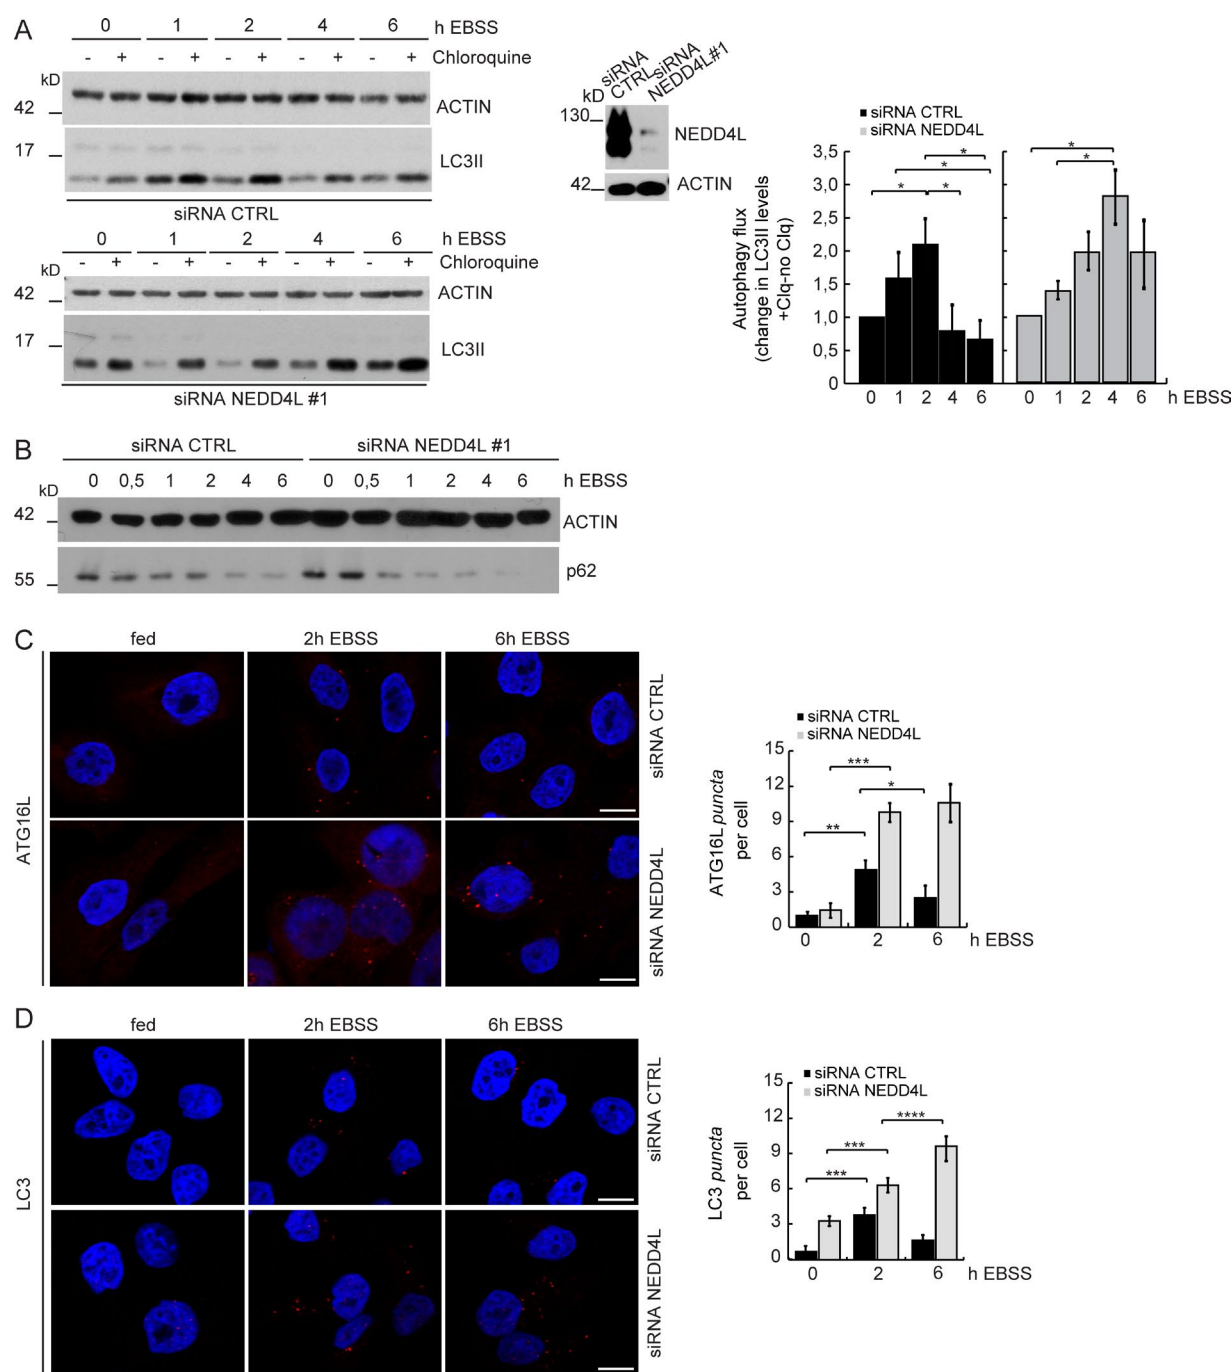 A
0 1 2 4 6 h EBSS
- + - + - + - + - + Chloroquine
kD
42
ACTIN
17
LC3II
siRNA CTRL
0 1 2 4 6 h EBSS
- + - + - + - + - + Chloroquine
kD
42
ACTIN
17
LC3II
siRNA NEDD4L #1
siRNA
CTRL
siRNA
NEDD4L#1
kD
130
NEDD4L
42
ACTIN
siRNA CTRL
siRNA NEDD4L
Autophagy flux
(change in LC3II levels
+Clq-no Clq)
3,5
3,0
2,5
2,0
1,5
1,0
0,5
0
* * * *
* *
0 1 2 4 6 0 1 2 4 6 h EBSS
B
siRNA CTRL siRNA NEDD4L #1
0 0,5 1 2 4 6 0 0,5 1 2 4 6 h EBSS
kD
42
ACTIN
55
p62
C
fed 2h EBSS 6h EBSS
ATG16L
siRNA CTRL
siRNA NEDD4L
siRNA CTRL
siRNA NEDD4L
ATG16L puncta
per cell
15
12
9
6
3
0
**
***
*
0 2 6 h EBSS
D
fed 2h EBSS 6h EBSS
LC3
siRNA CTRL
siRNA NEDD4L
siRNA CTRL
siRNA NEDD4L
LC3 puncta
per cell
15
12
9
6
3
0
***
***
****
0 2 6 h EBSS